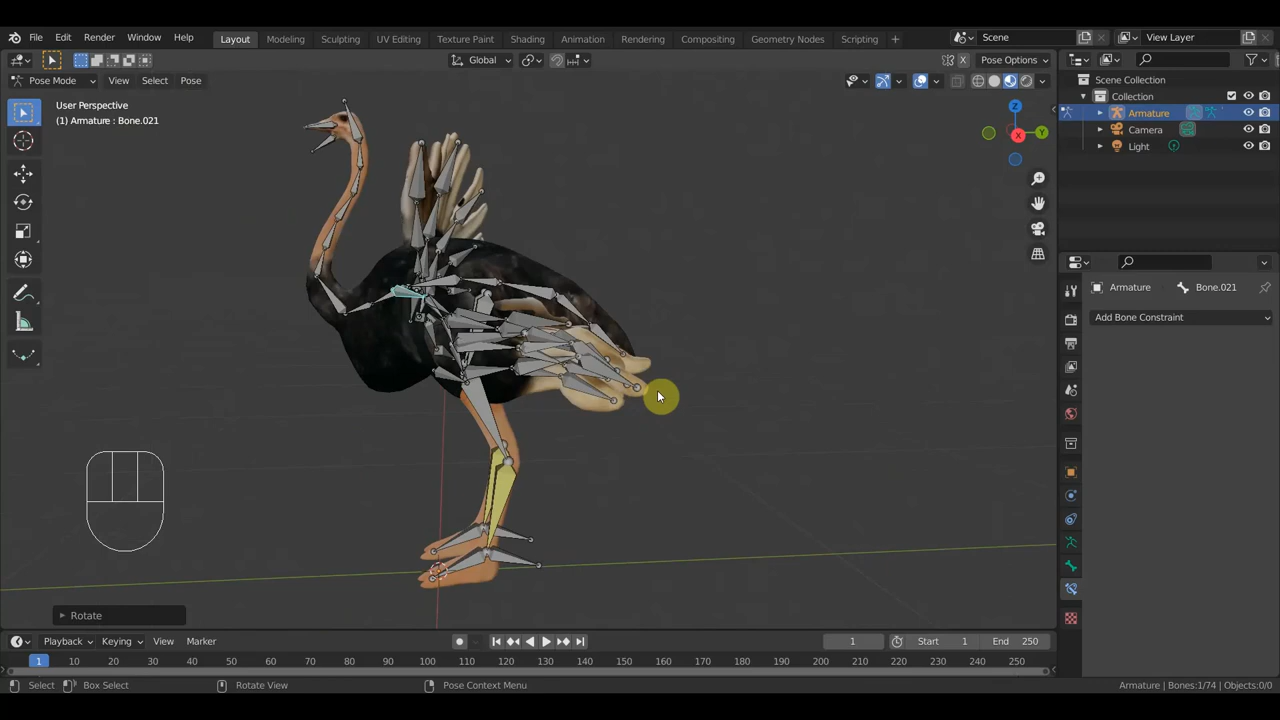 File Edit Render Window Help Layout Modeling Sculpting UV Editing Texture Paint Shading Animation Rendering Compositing Geometry Nodes Scripting + Scene View Layer
Global Pose Options
Pose Mode View Select Pose
User Perspective
(1) Armature : Bone.021
X
Y
Z
X
Scene Collection
Collection
Armature
Camera
Light
Armature Bone.021
Add Bone Constraint
Rotate
Playback Keying View Marker 1 Start 1 End 250
1 10 20 30 40 50 60 70 80 90 100 110 120 130 140 150 160 170 180 190 200 210 220 230 240 250
Select Box Select Rotate View Pose Context Menu Armature | Bones:1/74 | Objects:0/0